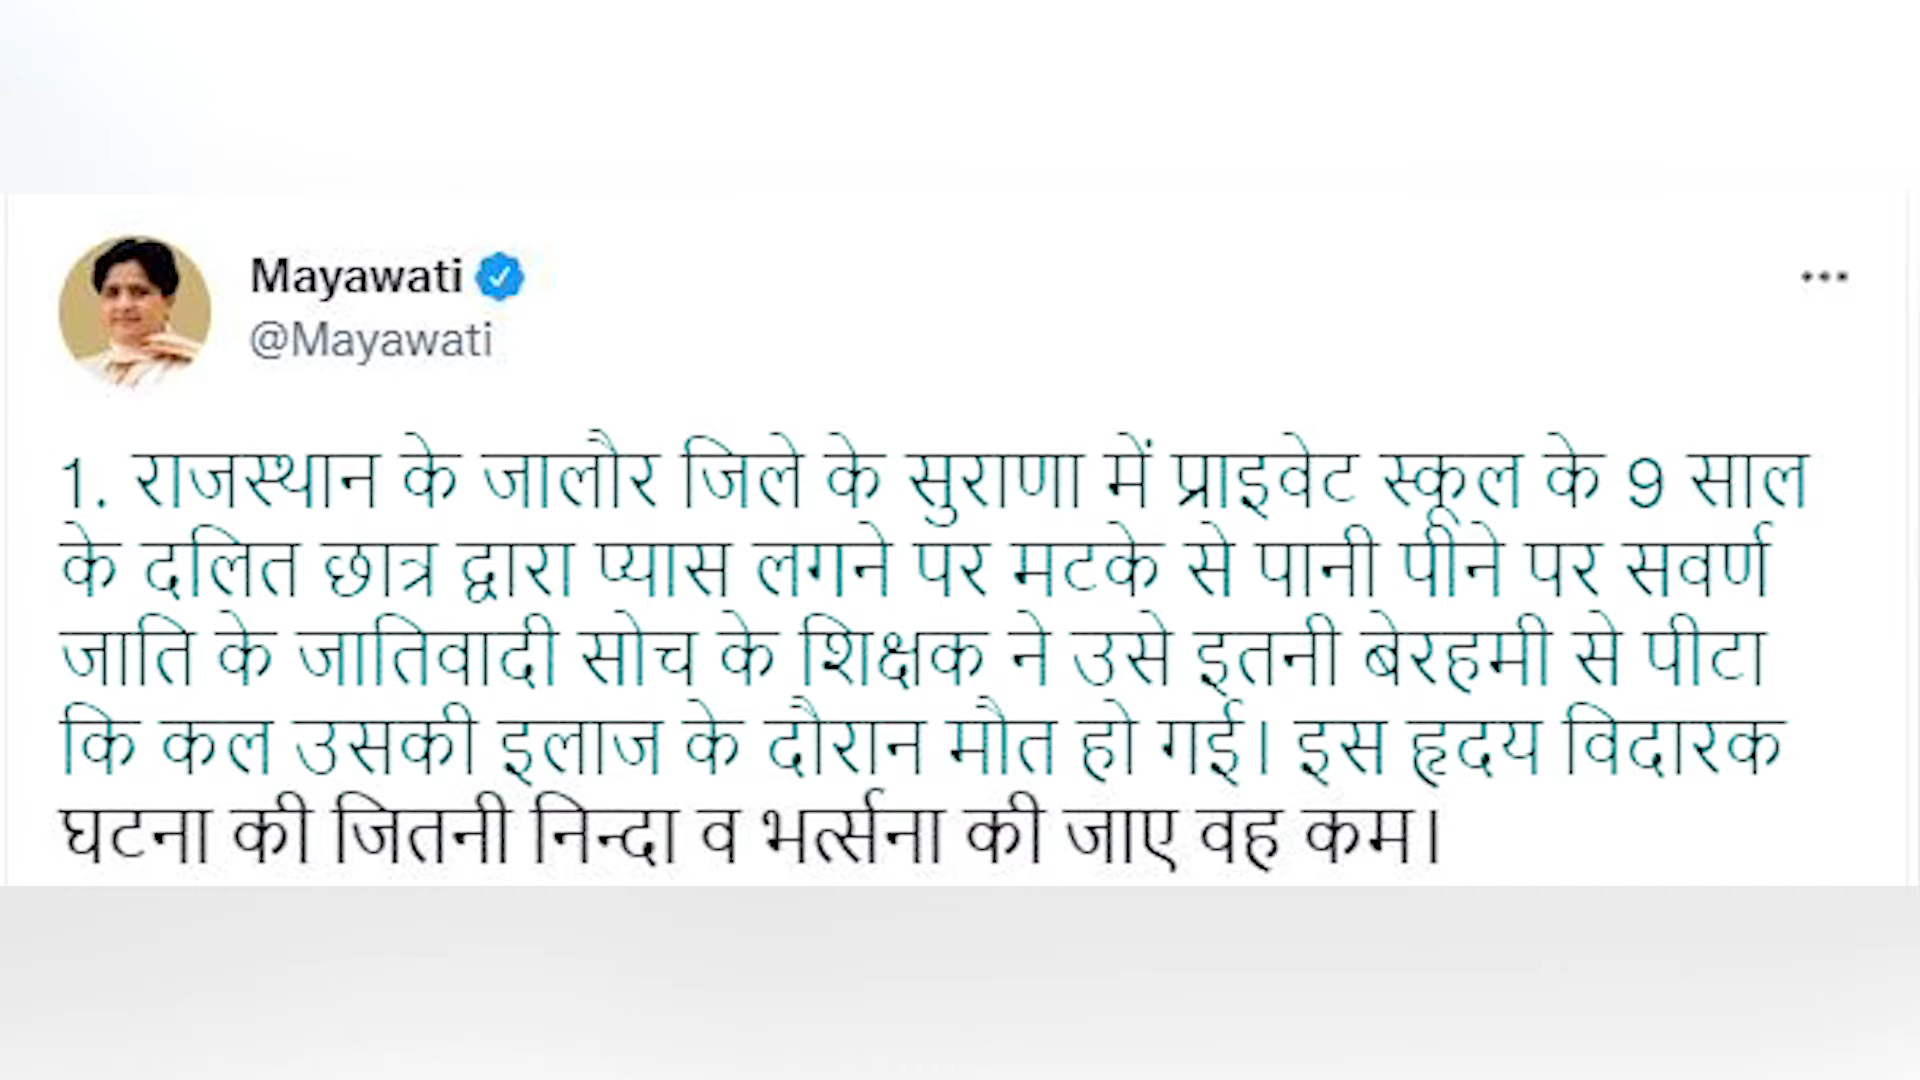 Mayawati
@Mayawati
1. राजस्थान के जालौर जिले के सुराणा में प्राइवेट स्कूल के 9 साल
के दलित छात्र द्वारा प्यास लगने पर मटके से पानी पीने पर सवर्ण
जाति के जातिवादी सोच के शिक्षक ने उसे इतनी बेरहमी से पीटा
कि कल उसकी इलाज के दौरान मौत हो गई। इस हृदय विदारक
घटना की जितनी निन्दा व भर्त्सना की जाए वह कम।